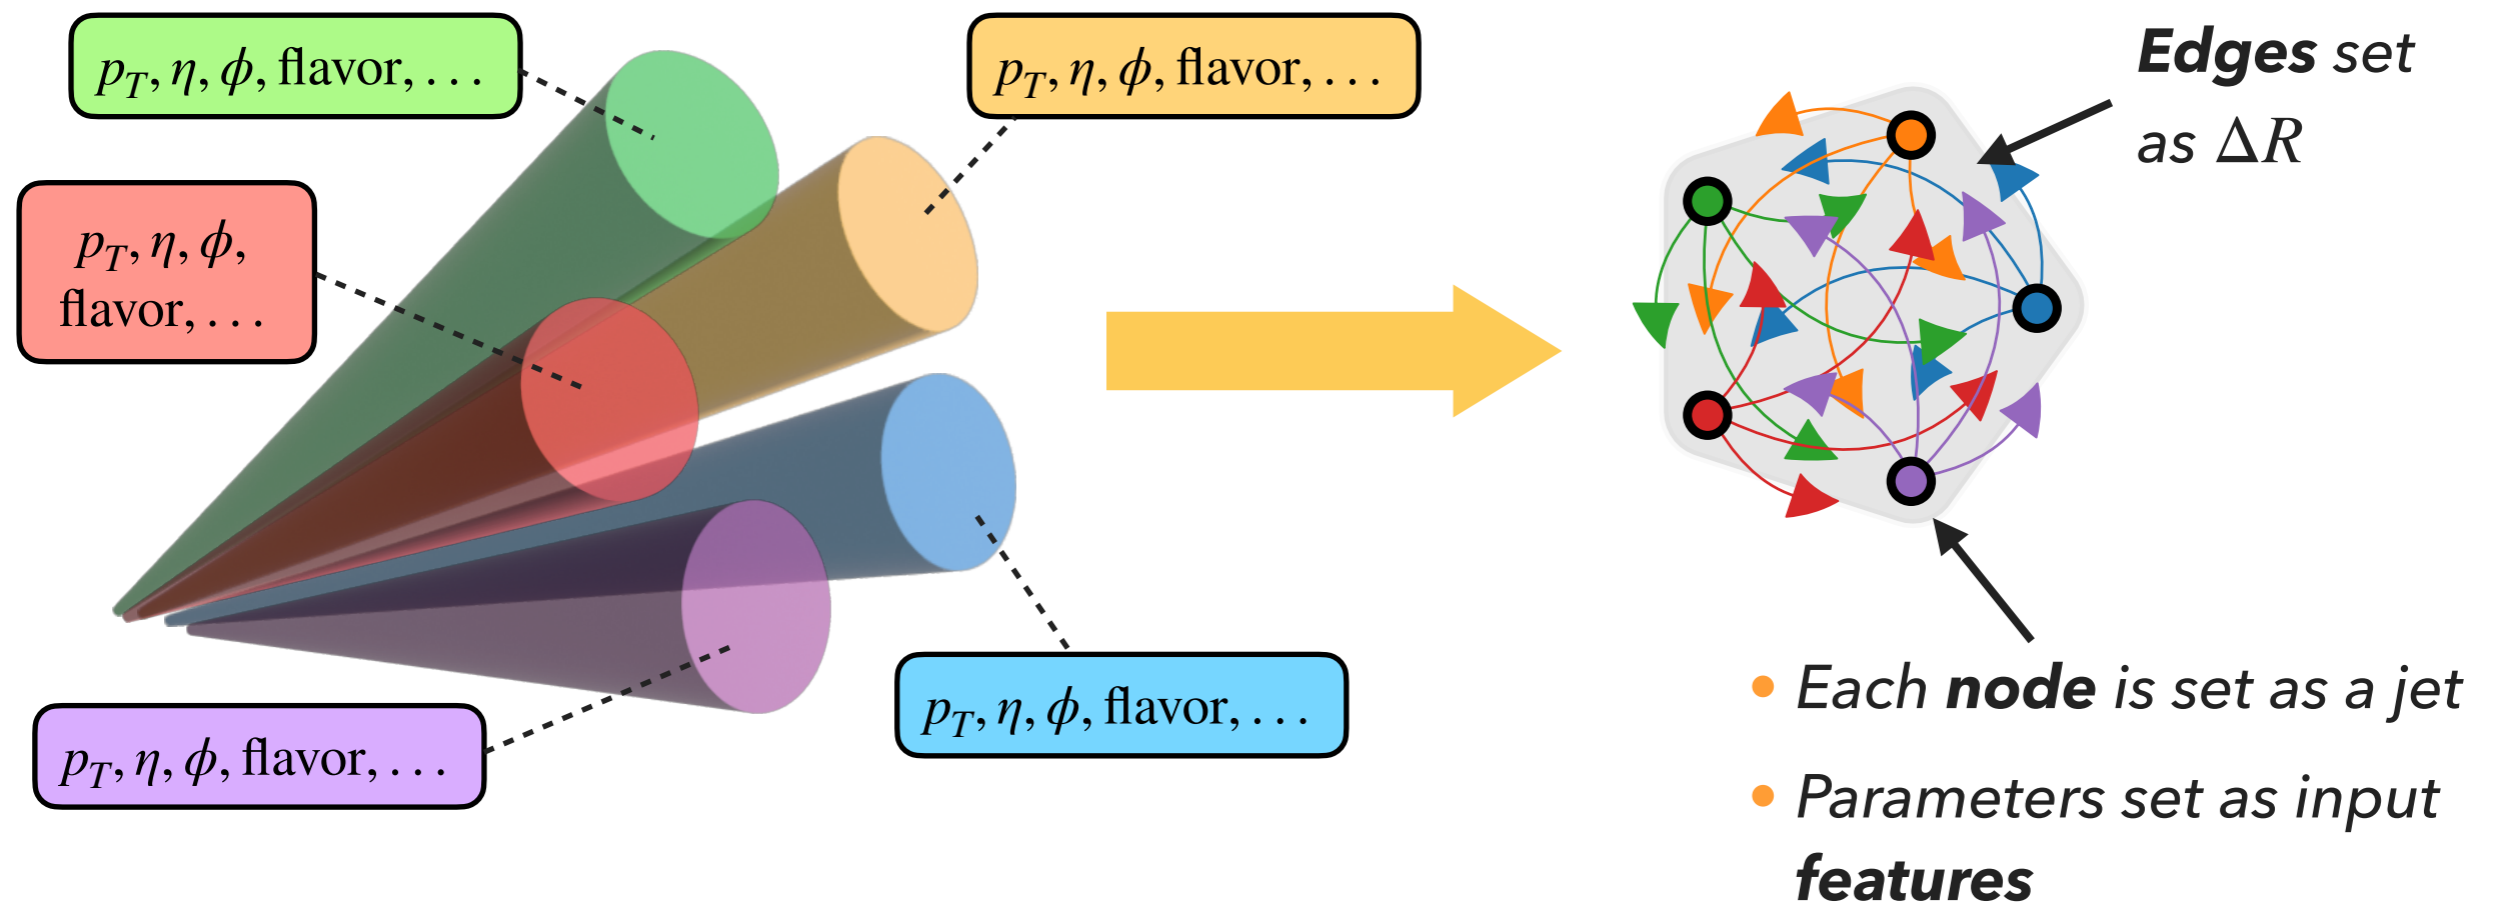 p_T, η, ϕ, flavor, …
p_T, η, ϕ, flavor, …
p_T, η, ϕ,
flavor, …
p_T, η, ϕ, flavor, …
p_T, η, ϕ, flavor, …
Edges set
as ΔR
• Each node is set as a jet
• Parameters set as input
features